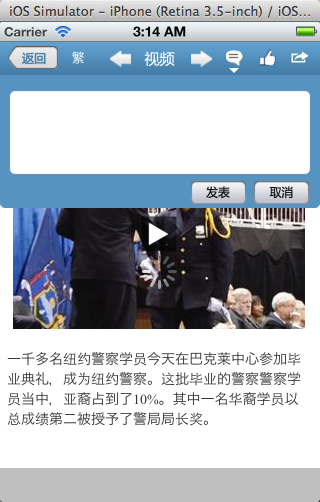 iOS Simulator - iPhone (Retina 3.5-inch) / iOS...
Carrier 3:14 AM
返回 繁 视频
发表 取消
一千多名纽约警察学员今天在巴克莱中心参加毕
业典礼，成为纽约警察。这批毕业的警察警察学
员当中，亚裔占到了10%。其中一名华裔学员以
总成绩第二被授予了警局局长奖。